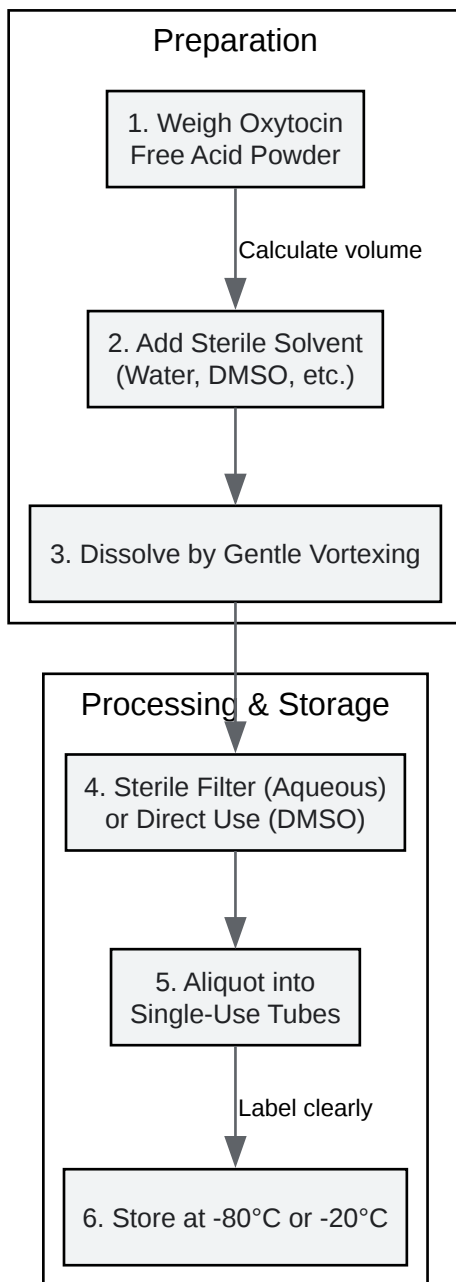 Preparation
1. Weigh Oxytocin
Free Acid Powder
Calculate volume
2. Add Sterile Solvent
(Water, DMSO, etc.)
3. Dissolve by Gentle Vortexing
Processing & Storage
4. Sterile Filter (Aqueous)
or Direct Use (DMSO)
5. Aliquot into
Single-Use Tubes
Label clearly
6. Store at -80°C or -20°C